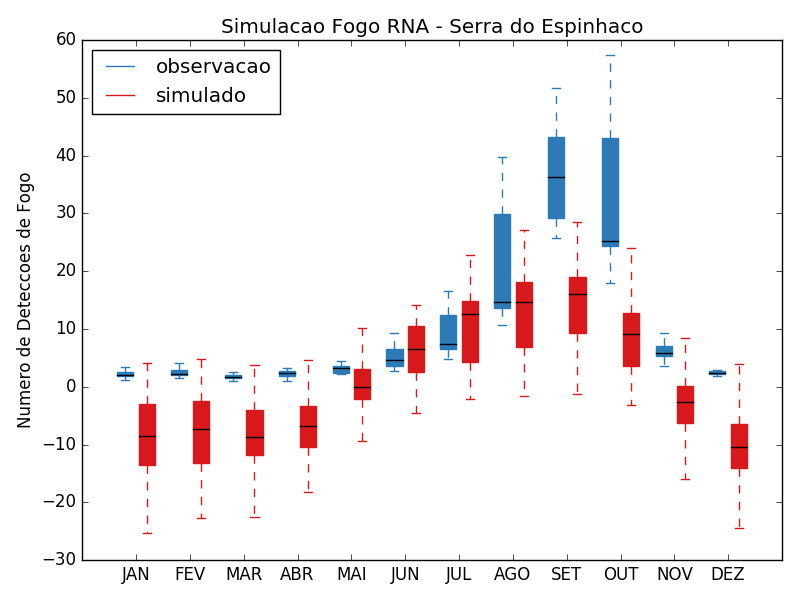 Simulacao Fogo RNA - Serra do Espinhaco
observacao
simulado
Numero de Deteccoes de Fogo
60
50
40
30
20
10
0
−10
−20
−30
JAN FEV MAR ABR MAI JUN JUL AGO SET OUT NOV DEZ